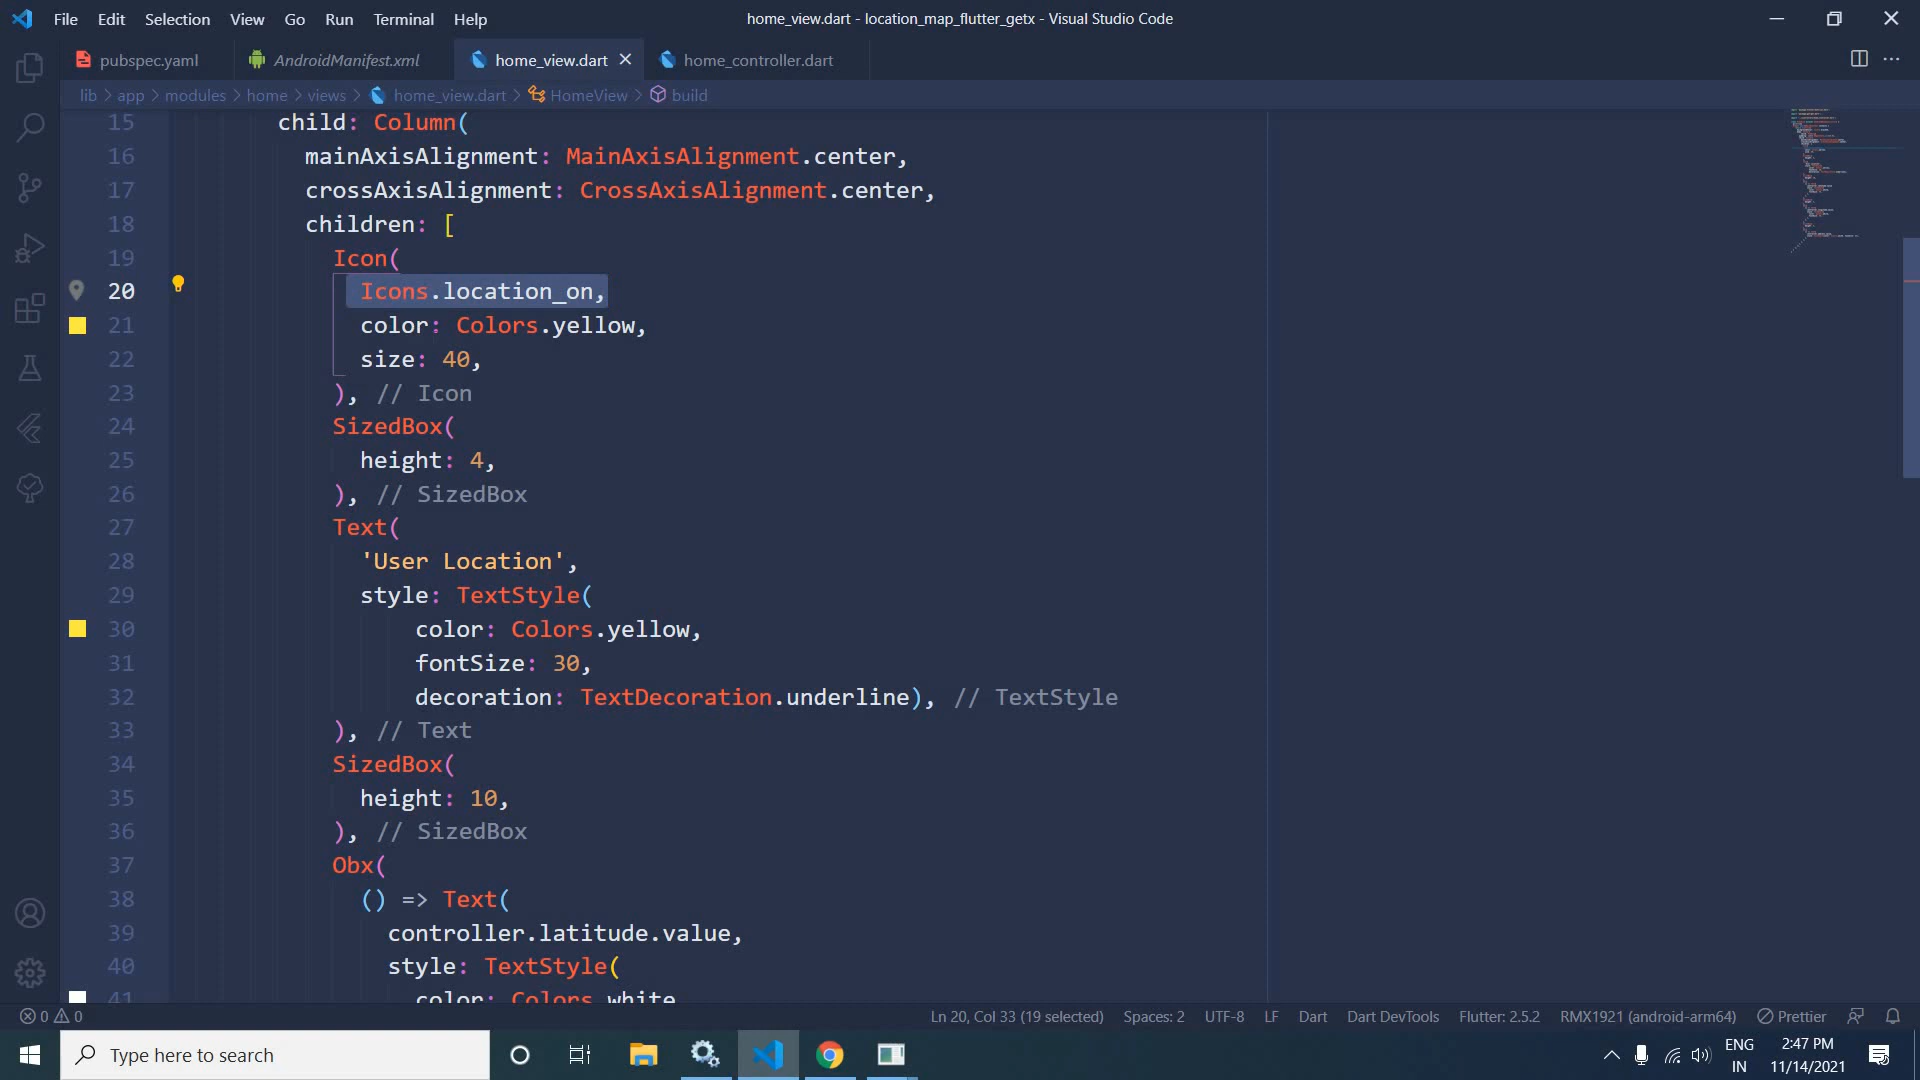 File Edit Selection View Go Run Terminal Help
home_view.dart - location_map_flutter_getx - Visual Studio Code
pubspec.yaml
AndroidManifest.xml
home_view.dart
home_controller.dart
lib > app > modules > home > views > home_view.dart > HomeView > build
15 child: Column(
16 mainAxisAlignment: MainAxisAlignment.center,
17 crossAxisAlignment: CrossAxisAlignment.center,
18 children: [
19 Icon(
20 Icons.location_on,
21 color: Colors.yellow,
22 size: 40,
23 ), // Icon
24 SizedBox(
25 height: 4,
26 ), // SizedBox
27 Text(
28 'User Location',
29 style: TextStyle(
30 color: Colors.yellow,
31 fontSize: 30,
32 decoration: TextDecoration.underline), // TextStyle
33 ), // Text
34 SizedBox(
35 height: 10,
36 ), // SizedBox
37 Obx(
38 () => Text(
39 controller.latitude.value,
40 style: TextStyle(
41 color: Colors.white
0 0
Ln 20, Col 33 (19 selected) Spaces: 2 UTF-8 LF Dart Dart DevTools Flutter: 2.5.2 RMX1921 (android-arm64) Prettier
Type here to search
ENG
IN
2:47 PM
11/14/2021